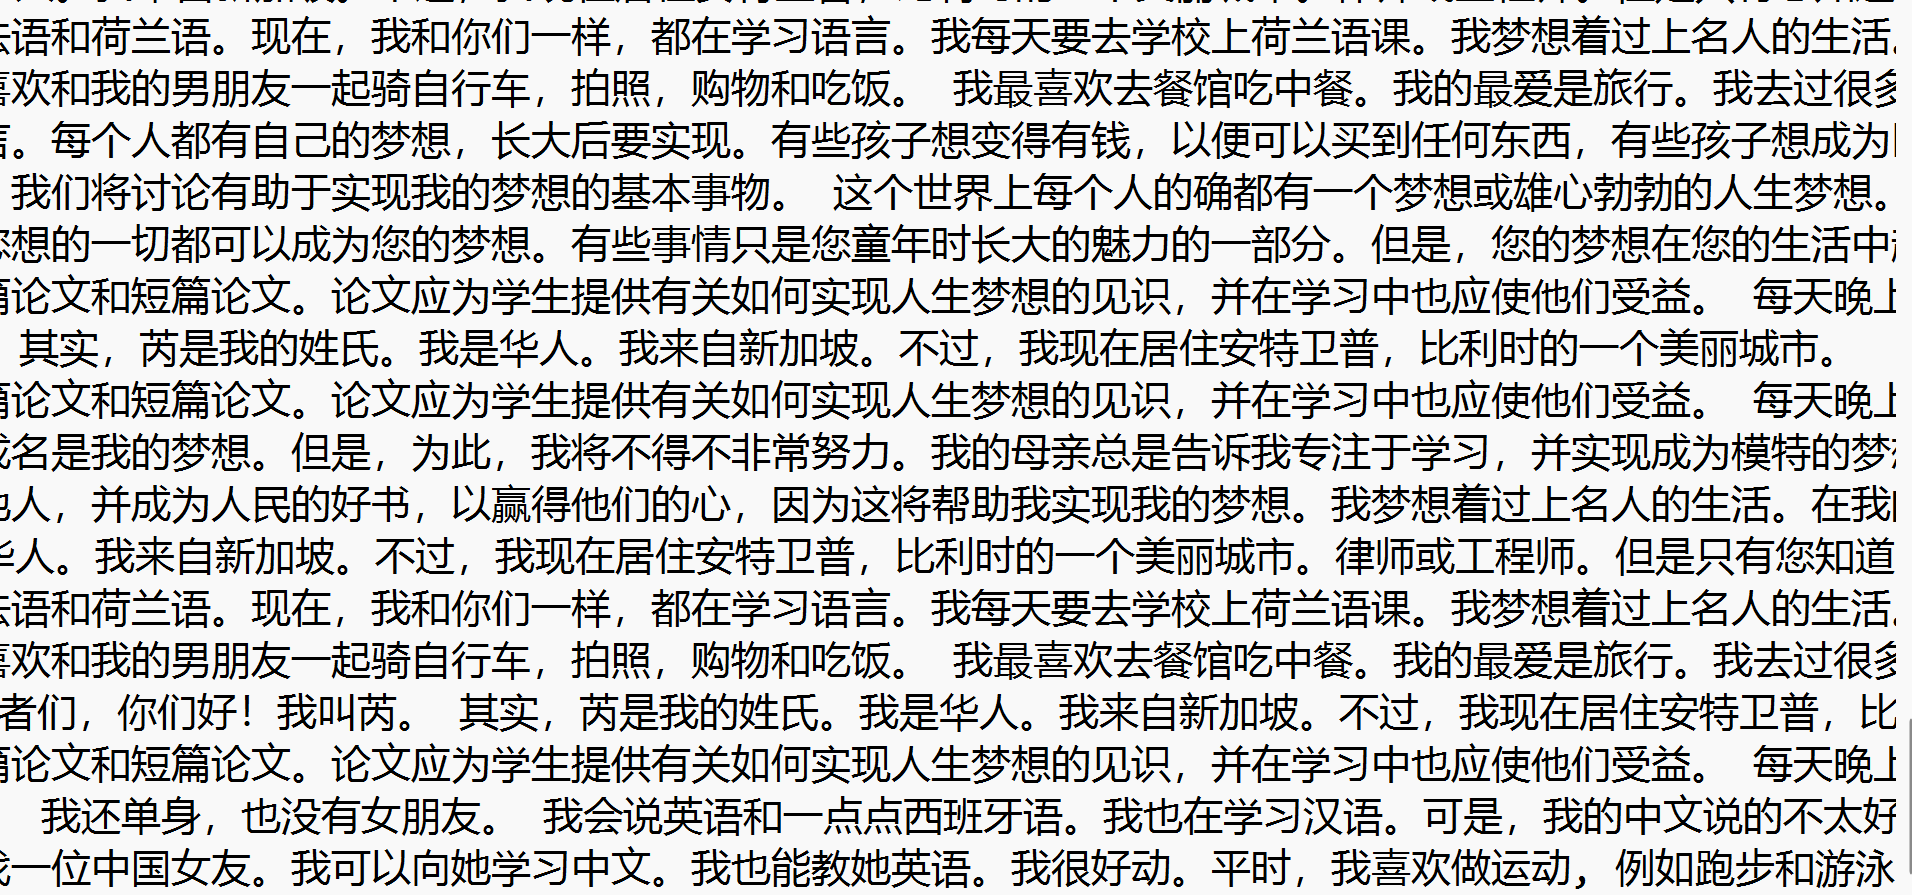 语和荷兰语。现在，我和你们一样，都在学习语言。我每天要去学校上荷兰语课。我梦想着过上名人的生活。
欢和我的男朋友一起骑自行车，拍照，购物和吃饭。 我最喜欢去餐馆吃中餐。我的最爱是旅行。我去过很多
。每个人都有自己的梦想，长大后要实现。有些孩子想变得有钱，以便可以买到任何东西，有些孩子想成为
我们将讨论有助于实现我的梦想的基本事物。 这个世界上每个人的确都有一个梦想或雄心勃勃的人生梦想。
想的一切都可以成为您的梦想。有些事情只是您童年时长大的魅力的一部分。但是，您的梦想在您的生活中
论文和短篇论文。论文应为学生提供有关如何实现人生梦想的见识，并在学习中也应使他们受益。 每天晚上
其实，芮是我的姓氏。我是华人。我来自新加坡。不过，我现在居住安特卫普，比利时的一个美丽城市。
论文和短篇论文。论文应为学生提供有关如何实现人生梦想的见识，并在学习中也应使他们受益。 每天晚上
名是我的梦想。但是，为此，我将不得不非常努力。我的母亲总是告诉我专注于学习，并实现成为模特的梦想
人，并成为人民的好书，以赢得他们的心，因为这将帮助我实现我的梦想。我梦想着过上名人的生活。在我
华人。我来自新加坡。不过，我现在居住安特卫普，比利时的一个美丽城市。律师或工程师。但是只有您知道
语和荷兰语。现在，我和你们一样，都在学习语言。我每天要去学校上荷兰语课。我梦想着过上名人的生活。
欢和我的男朋友一起骑自行车，拍照，购物和吃饭。 我最喜欢去餐馆吃中餐。我的最爱是旅行。我去过很多
者们，你们好！我叫芮。 其实，芮是我的姓氏。我是华人。我来自新加坡。不过，我现在居住安特卫普，比
论文和短篇论文。论文应为学生提供有关如何实现人生梦想的见识，并在学习中也应使他们受益。 每天晚上
我还单身，也没有女朋友。 我会说英语和一点点西班牙语。我也在学习汉语。可是，我的中文说的不太好
一位中国女友。我可以向她学习中文。我也能教她英语。我很好动。平时，我喜欢做运动，例如跑步和游泳